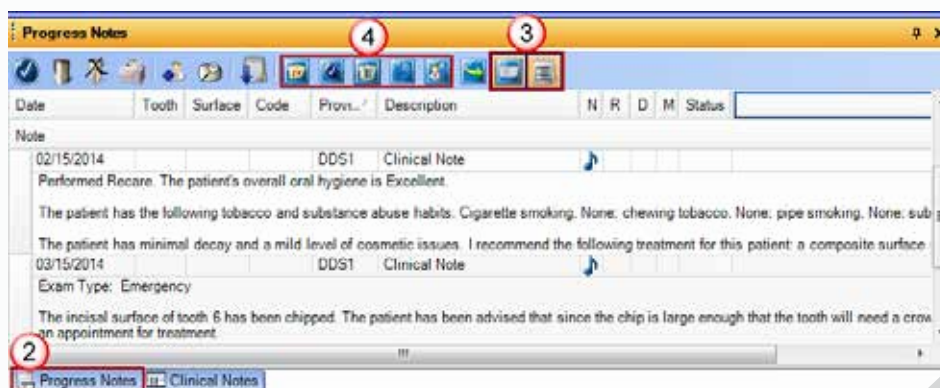 Progress Notes
4
3
Date Tooth Surface Code Provi... Description N R D M Status
Note
02/15/2014 DDS1 Clinical Note
Performed Recare. The patient's overall oral hygiene is Excellent.
The patient has the following tobacco and substance abuse habits. Cigarette smoking. None; chewing tobacco. None; pipe smoking. None; sub
The patient has minimal decay and a mild level of cosmetic issues. I recommend the following treatment for this patient: a composite surface
03/15/2014 DDS1 Clinical Note
Exam Type: Emergency
The incisal surface of tooth 6 has been chipped. The patient has been advised that since the chip is large enough that the tooth will need a crow
an appointment for treatment.
2
Progress Notes Clinical Notes